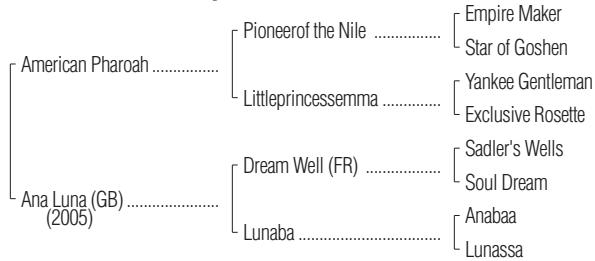 Empire Maker
Pioneerof the Nile ................
Star of Goshen
American Pharoah ................
Yankee Gentleman
Littleprincessemma ..............
Exclusive Rosette
Sadler's Wells
Dream Well (FR) ..................
Soul Dream
Ana Luna (GB) ......................
(2005)
Anabaa
Lunaba ..................................
Lunassa